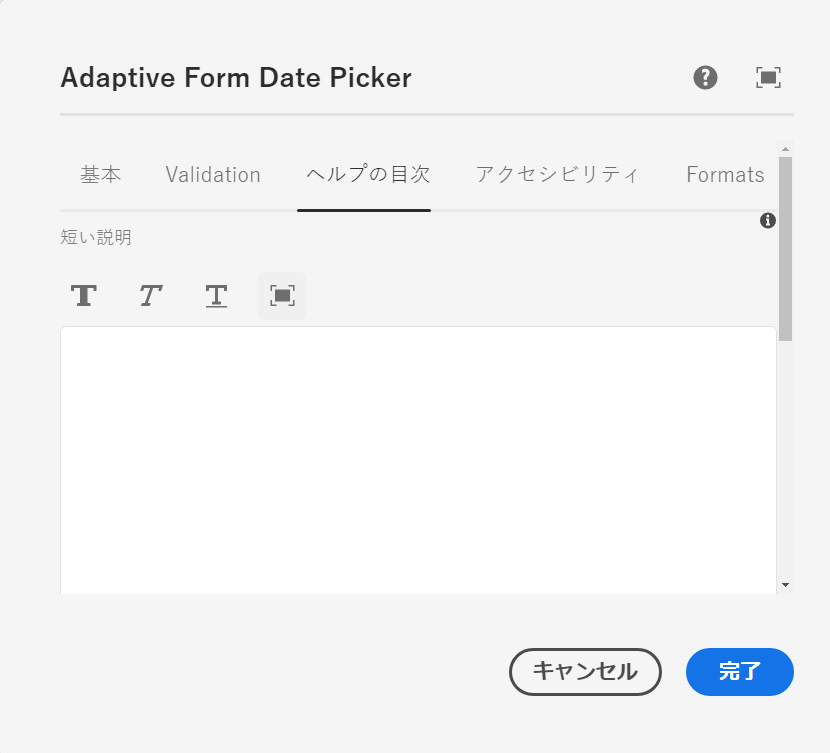 Adaptive Form Date Picker
基本 Validation ヘルプの目次 アクセシビリティ Formats
短い説明
T T T
キャンセル 完了